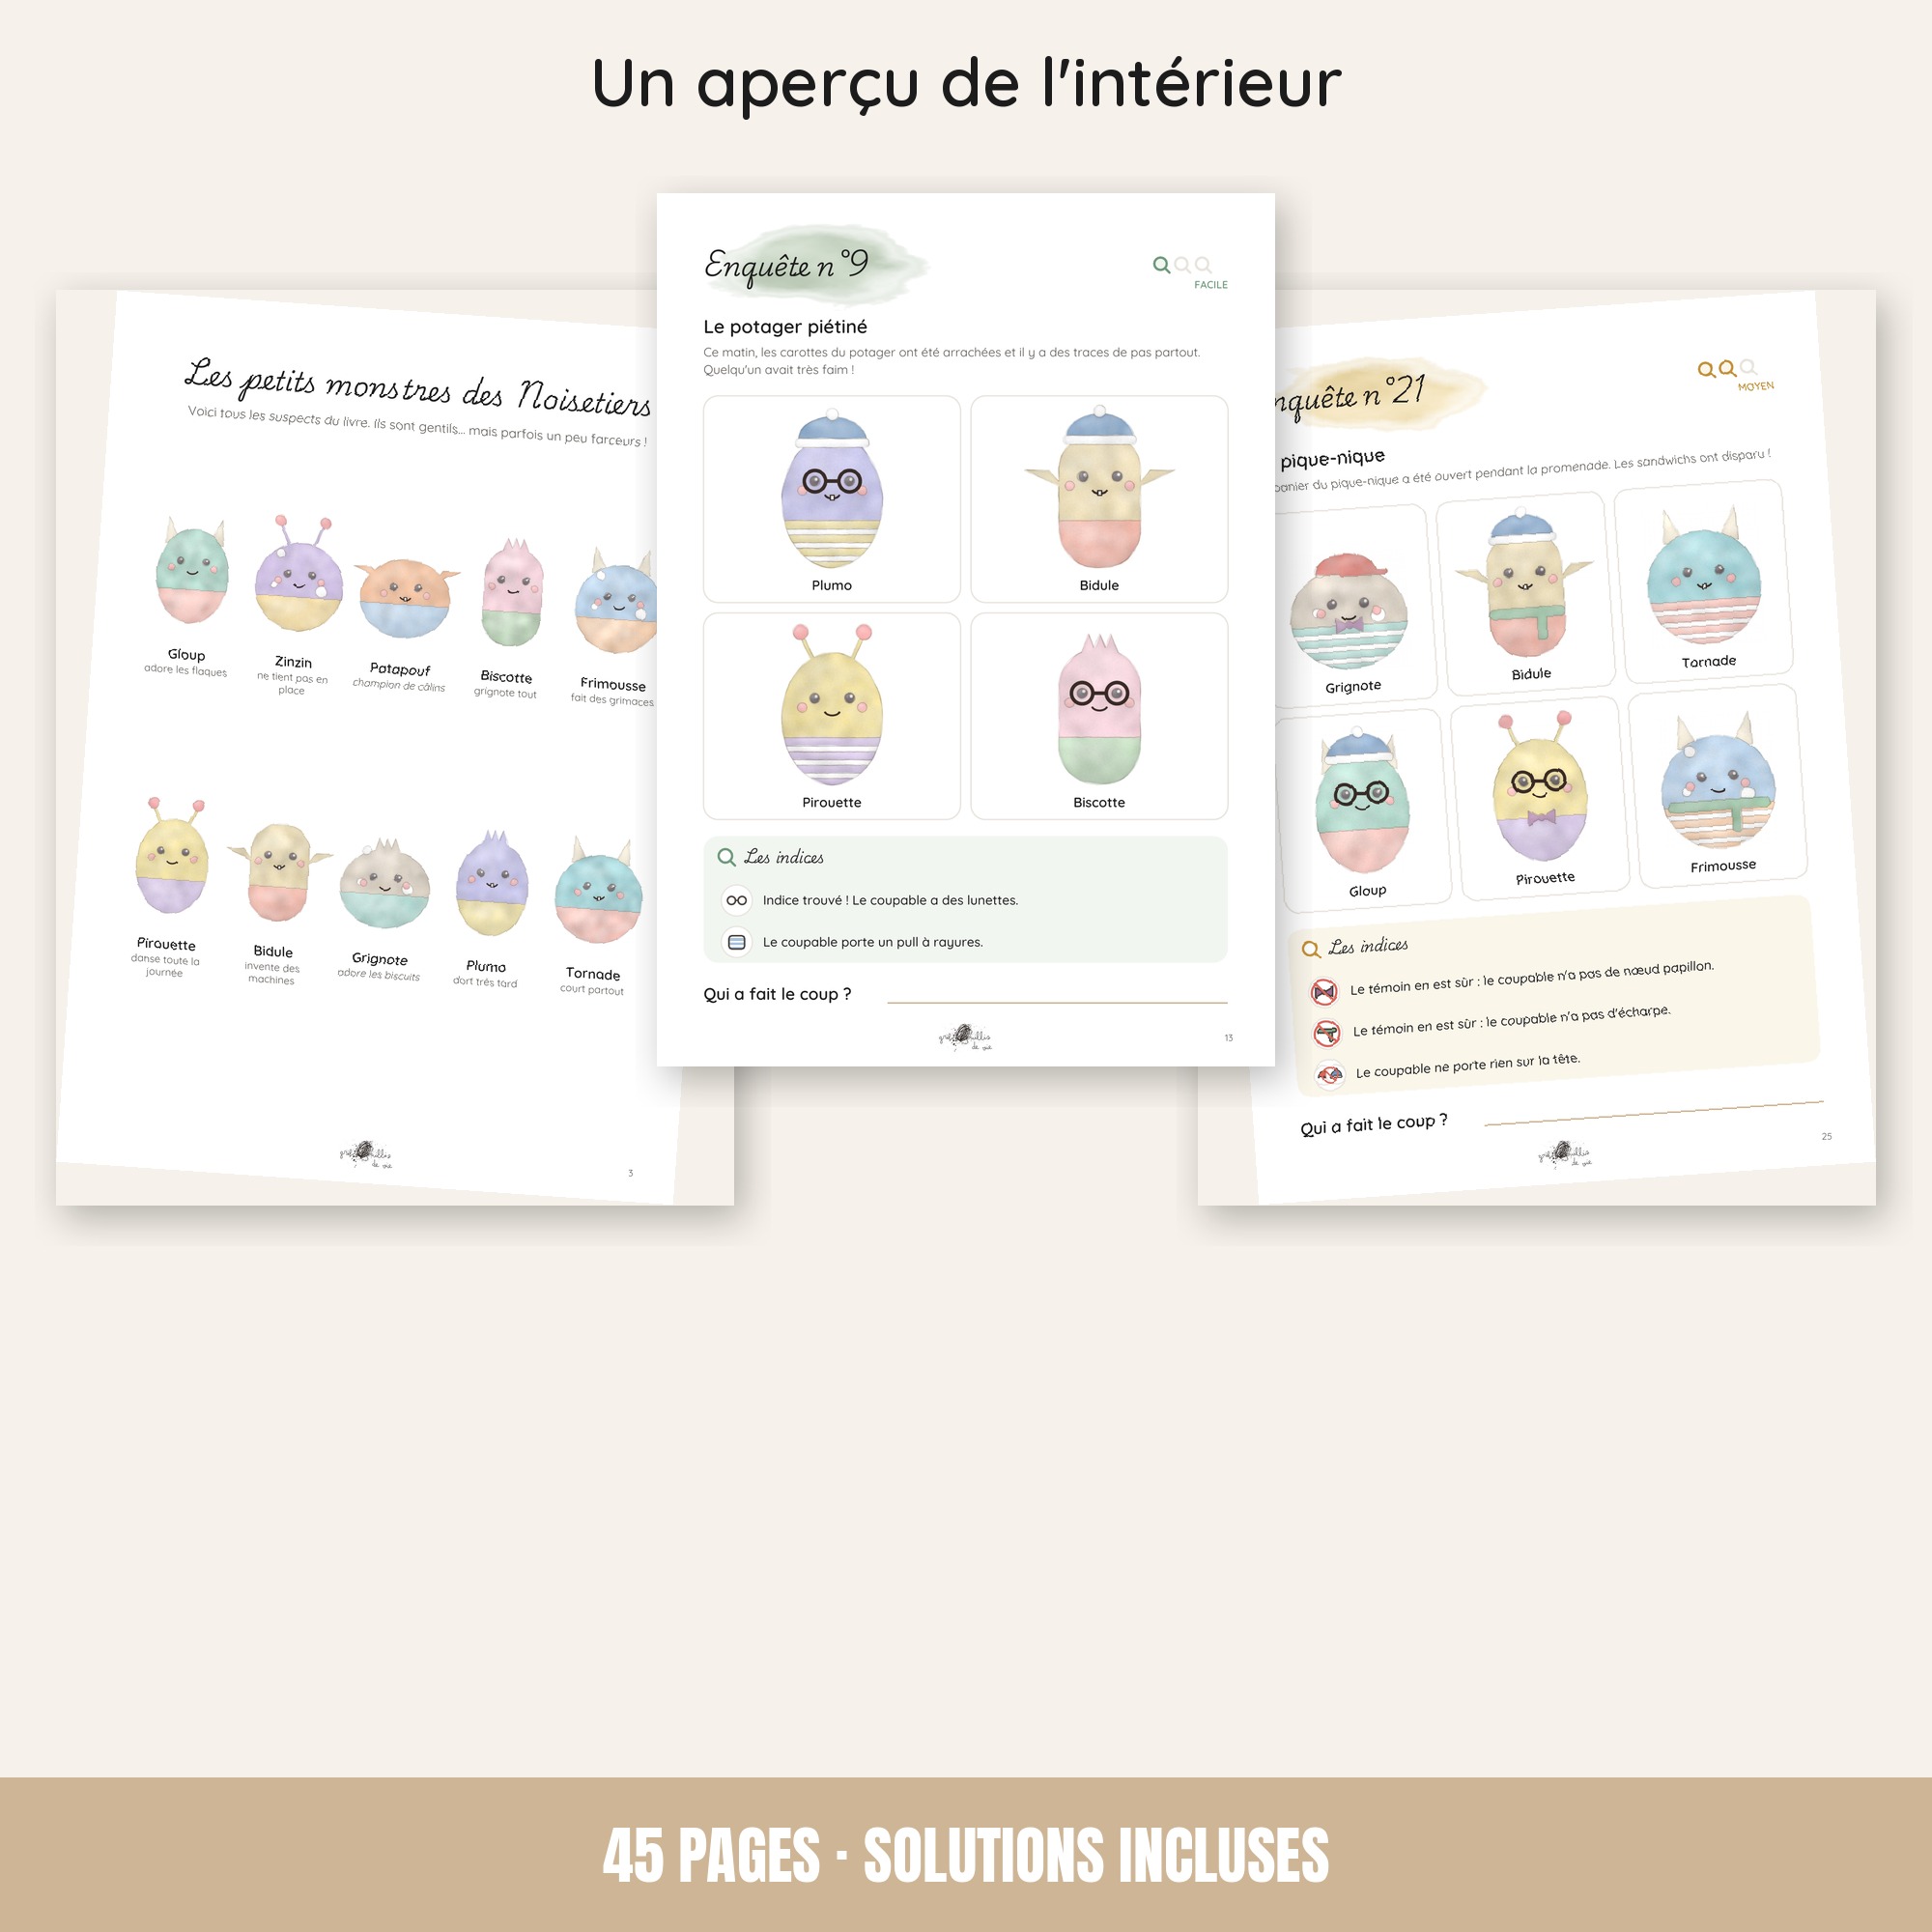 Un aperçu de l'intérieur
Les petits monstres des Noisetiers
Voici tous les suspects du livre. Ils sont gentils... mais parfois un peu farceurs !
Gloup
adore les flaques
Zinzin
ne tient pas en
place
Patapouf
champion de câlins
Biscotte
grignote tout
Frimousse
fait des grimaces
Pirouette
danse toute la
journée
Bidule
invente des
machines
Grignote
adore les biscuits
Plumo
dort très tard
Tornade
court partout
3
Enquête n°9
FACILE
Le potager piétiné
Ce matin, les carottes du potager ont été arrachées et il y a des traces de pas partout.
Quelqu'un avait très faim !
Plumo
Bidule
Pirouette
Biscotte
Les indices
Indice trouvé ! Le coupable a des lunettes.
Le coupable porte un pull à rayures.
Qui a fait le coup ?
13
nquête n°21
MOYEN
pique-nique
panier du pique-nique a été ouvert pendant la promenade. Les sandwichs ont disparu !
Grignote
Bidule
Tornade
Gloup
Pirouette
Frimousse
Les indices
Le témoin en est sûr : le coupable n'a pas de nœud papillon.
Le témoin en est sûr : le coupable n'a pas d'écharpe.
Le coupable ne porte rien sur la tête.
Qui a fait le coup ?
25
45 PAGES · SOLUTIONS INCLUSES